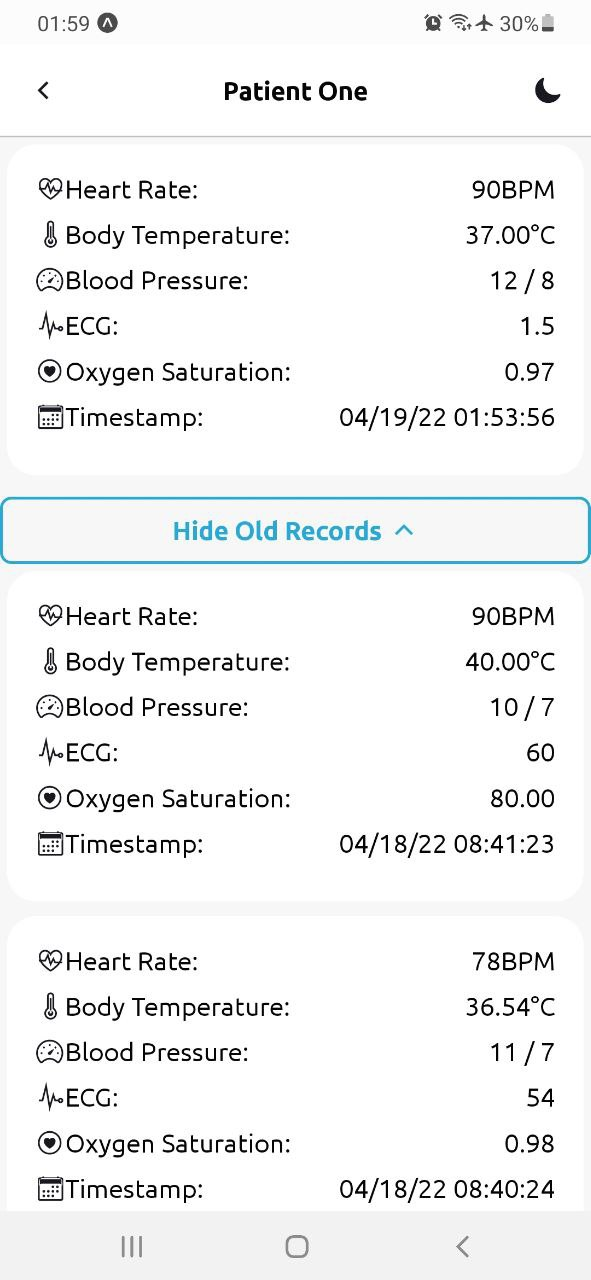 01:59 30%
Patient One
Heart Rate: 90BPM
Body Temperature: 37.00°C
Blood Pressure: 12 / 8
ECG: 1.5
Oxygen Saturation: 0.97
Timestamp: 04/19/22 01:53:56
Hide Old Records
Heart Rate: 90BPM
Body Temperature: 40.00°C
Blood Pressure: 10 / 7
ECG: 60
Oxygen Saturation: 80.00
Timestamp: 04/18/22 08:41:23
Heart Rate: 78BPM
Body Temperature: 36.54°C
Blood Pressure: 11 / 7
ECG: 54
Oxygen Saturation: 0.98
Timestamp: 04/18/22 08:40:24